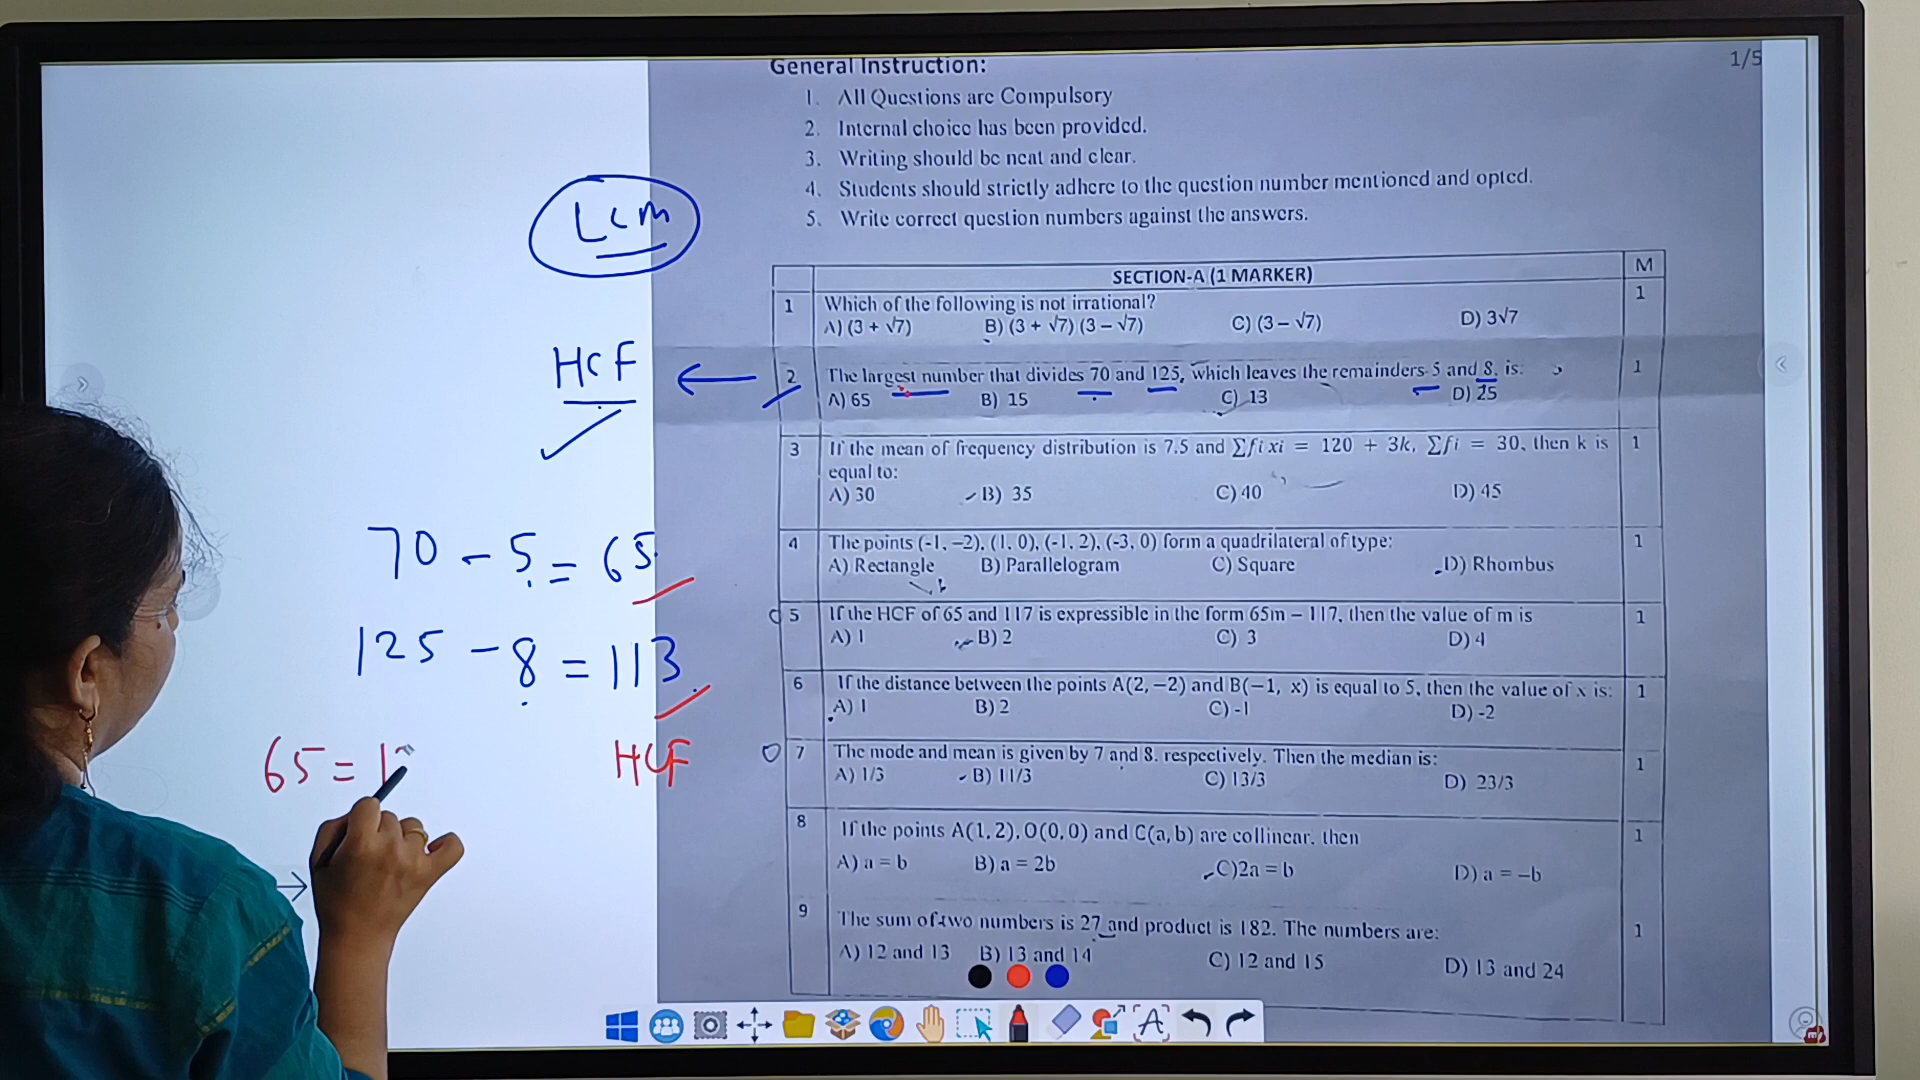 1/5
General Instruction:
1. All Questions are Compulsory
2. Internal choice has been provided.
3. Writing should be neat and clear.
4. Students should strictly adhere to the question number mentioned and opted.
5. Write correct question numbers against the answers.
SECTION-A (1 MARKER) M
1 Which of the following is not irrational? 1
A) (3 + √7) B) (3 + √7) (3 – √7) C) (3 – √7) D) 3√7
2 The largest number that divides 70 and 125, which leaves the remainders 5 and 8, is: 1
A) 65 B) 15 C) 13 D) 25
3 If the mean of frequency distribution is 7.5 and ∑fixi = 120 + 3k, ∑fi = 30, then k is 1
equal to:
A) 30 B) 35 C) 40 D) 45
4 The points (-1, –2), (1, 0), (-1, 2), (-3, 0) form a quadrilateral of type: 1
A) Rectangle B) Parallelogram C) Square D) Rhombus
5 If the HCF of 65 and 117 is expressible in the form 65m – 117, then the value of m is 1
A) 1 B) 2 C) 3 D) 4
6 If the distance between the points A(2, –2) and B(–1, x) is equal to 5, then the value of x is: 1
A) 1 B) 2 C) -1 D) -2
7 The mode and mean is given by 7 and 8. respectively. Then the median is: 1
A) 1/3 B) 11/3 C) 13/3 D) 23/3
8 If the points A(1, 2), O(0, 0) and C(a, b) are collinear, then 1
A) a = b B) a = 2b C)2a = b D) a = –b
9 The sum of two numbers is 27 and product is 182. The numbers are: 1
A) 12 and 13 B) 13 and 14 C) 12 and 15 D) 13 and 24
Lcm
HCF
70 - 5 = 65
125 - 8 = 113
65 = 1
HCF